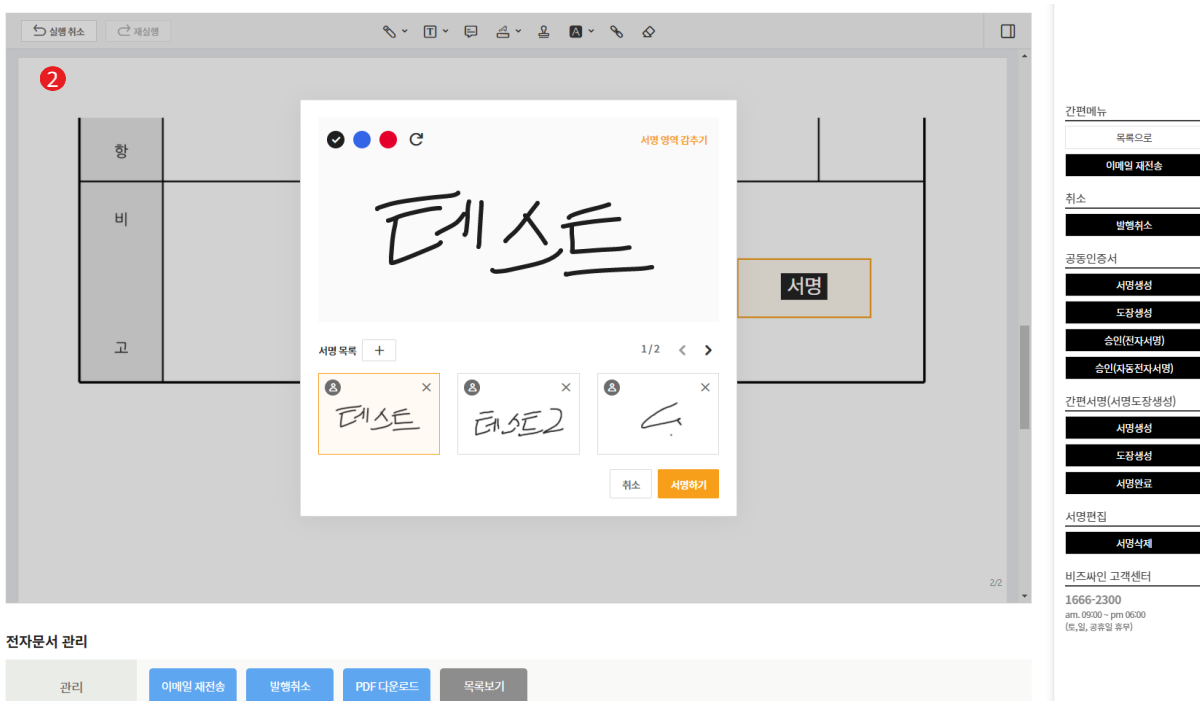 실행 취소 재실행 T A
2
항
비
고
서명 영역 감추기
테스트
서명
서명 목록 + 1/2
테스트 테스트2
취소 서명하기
2/2
전자문서 관리
관리 이메일 재전송 발행취소 PDF 다운로드 목록보기
간편메뉴
목록으로
이메일 재전송
취소
발행취소
공동인증서
서명생성
도장생성
승인(전자서명)
승인(자동전자서명)
간편서명(서명도장생성)
서명생성
도장생성
서명완료
서명편집
서명삭제
비즈싸인 고객센터
1666-2300
am. 09:00 ~ pm 06:00
(토,일, 공휴일 휴무)